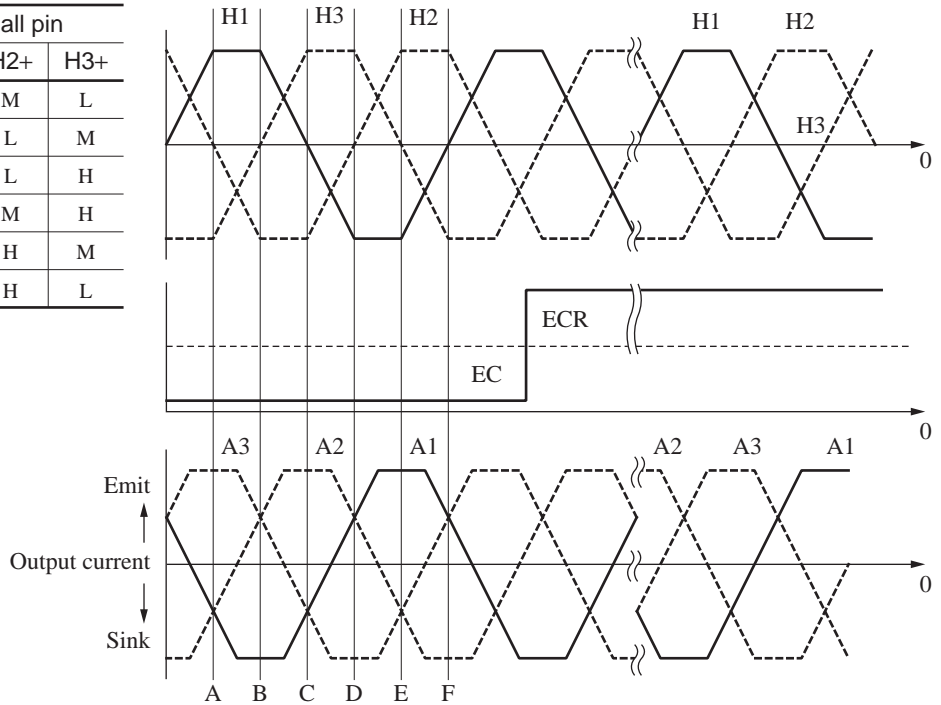 all pin
H2+ H3+
M L
L M
L H
M H
H M
H L
H1 H3 H2 H1 H2
H3
0
ECR
EC
0
A3 A2 A1 A2 A3 A1
Emit
Output current
0
Sink
A B C D E F